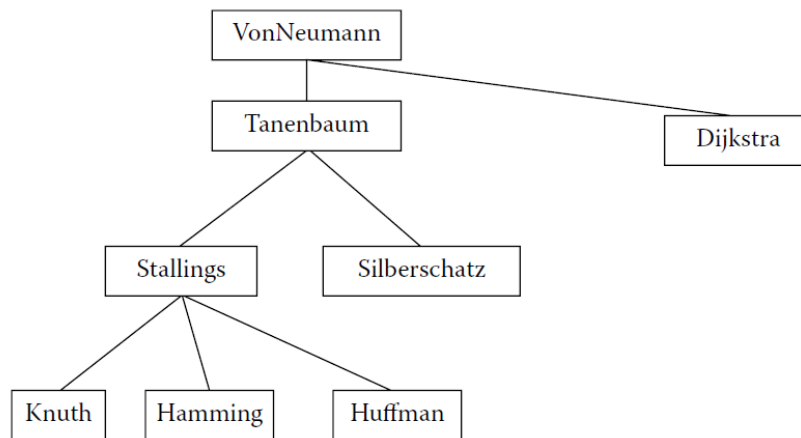 VonNeumann
Tanenbaum
Dijkstra
Stallings
Silberschatz
Knuth
Hamming
Huffman